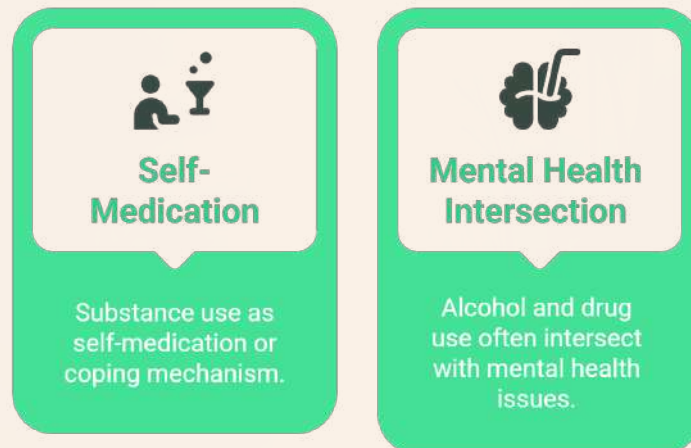 Self-
Medication
Substance use as
self-medication or
coping mechanism.
Mental Health
Intersection
Alcohol and drug
use often intersect
with mental health
issues.